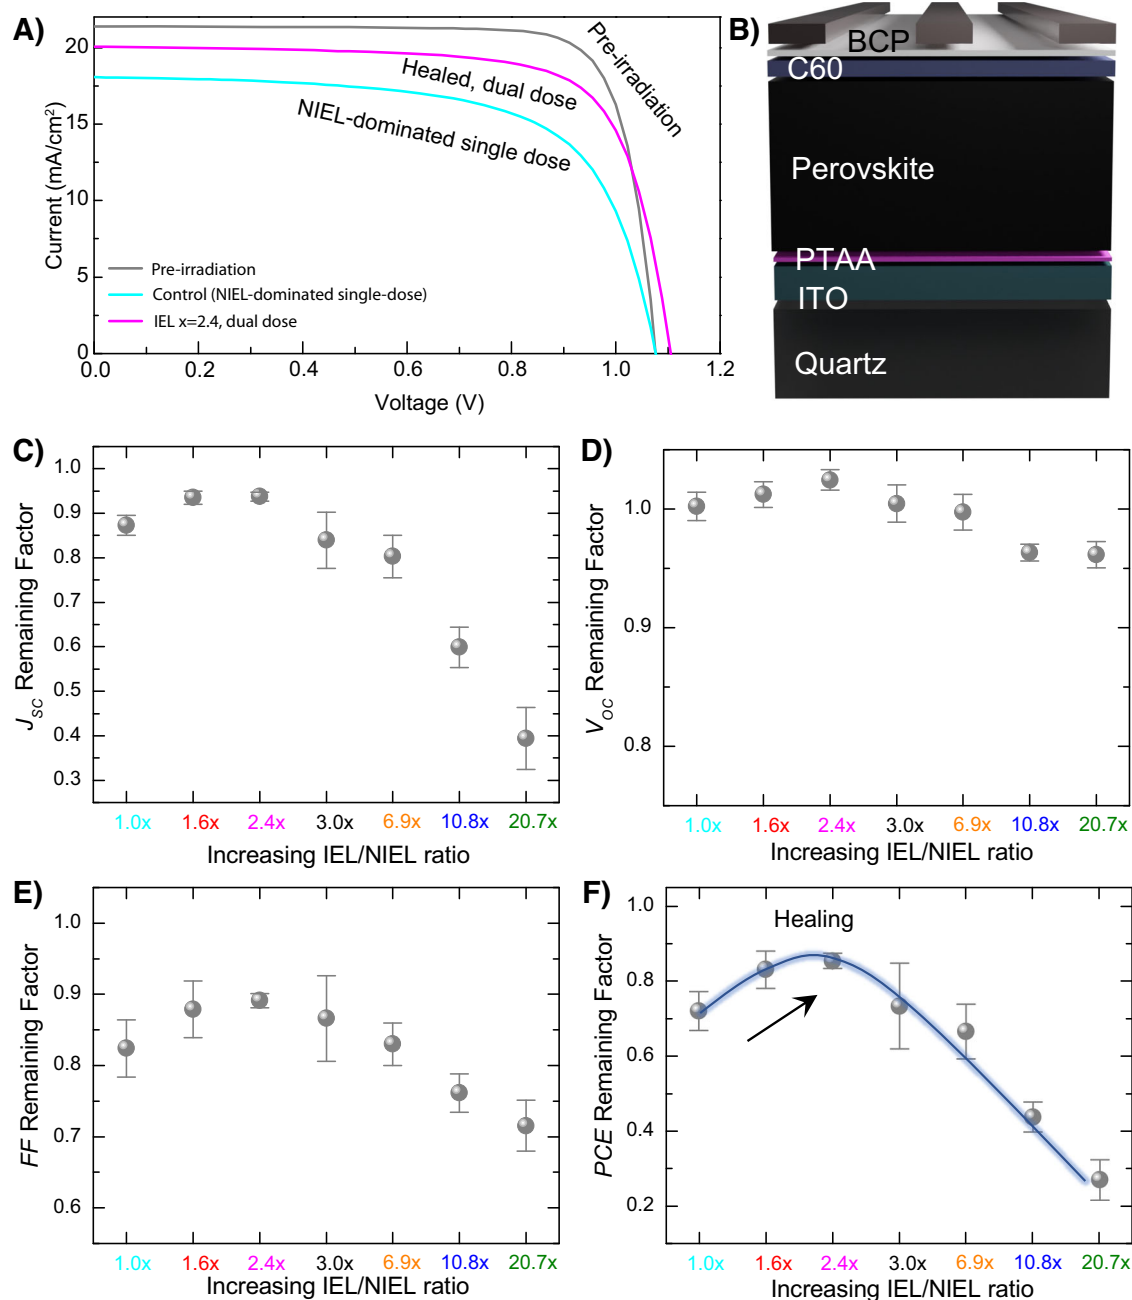 A)
Current (mA/cm²)
20
15
10
5
0
Pre-irradiation
Healed, dual dose
NIEL-dominated single dose
Pre-irradiation
Control (NIEL-dominated single-dose)
IEL x=2.4, dual dose
0.0 0.2 0.4 0.6 0.8 1.0 1.2
Voltage (V)
B)
BCP
C60
Perovskite
PTAA
ITO
Quartz
C)
JSC Remaining Factor
1.0
0.9
0.8
0.7
0.6
0.5
0.4
0.3
1.0x 1.6x 2.4x 3.0x 6.9x 10.8x 20.7x
Increasing IEL/NIEL ratio
D)
VOC Remaining Factor
1.0
0.9
0.8
1.0x 1.6x 2.4x 3.0x 6.9x 10.8x 20.7x
Increasing IEL/NIEL ratio
E)
FF Remaining Factor
1.0
0.9
0.8
0.7
0.6
1.0x 1.6x 2.4x 3.0x 6.9x 10.8x 20.7x
Increasing IEL/NIEL ratio
F)
PCE Remaining Factor
1.0
0.8
0.6
0.4
0.2
Healing
1.0x 1.6x 2.4x 3.0x 6.9x 10.8x 20.7x
Increasing IEL/NIEL ratio